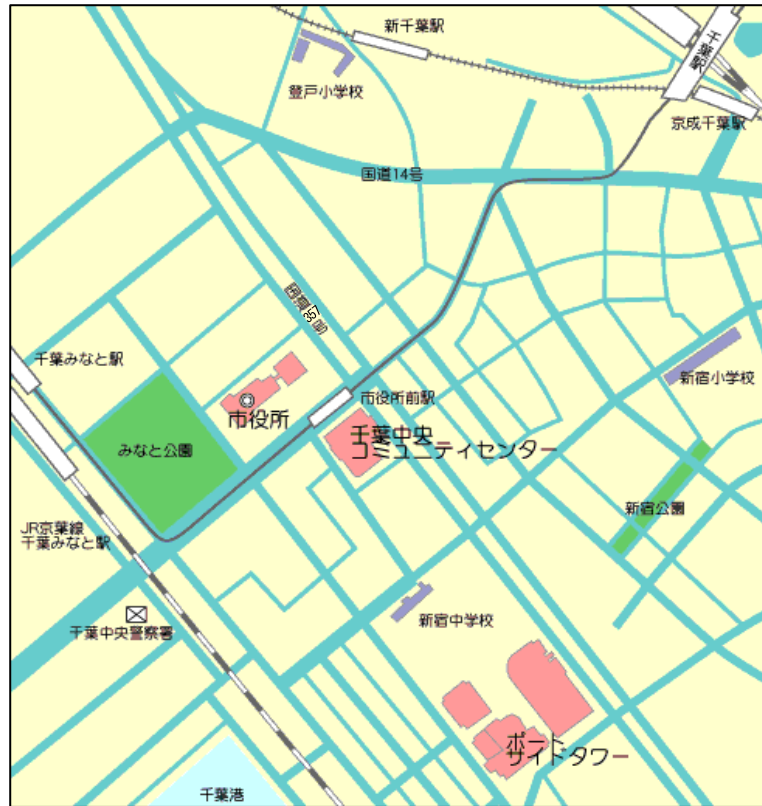 新千葉駅
千葉駅
登戸小学校
京成千葉駅
国道14号
国道357号
千葉みなと駅
新宿小学校
市役所前駅
市役所
千葉中央
コミュニティセンター
みなと公園
新宿公園
JR京葉線
千葉みなと駅
新宿中学校
千葉中央警察署
ポート
サイドタワー
千葉港